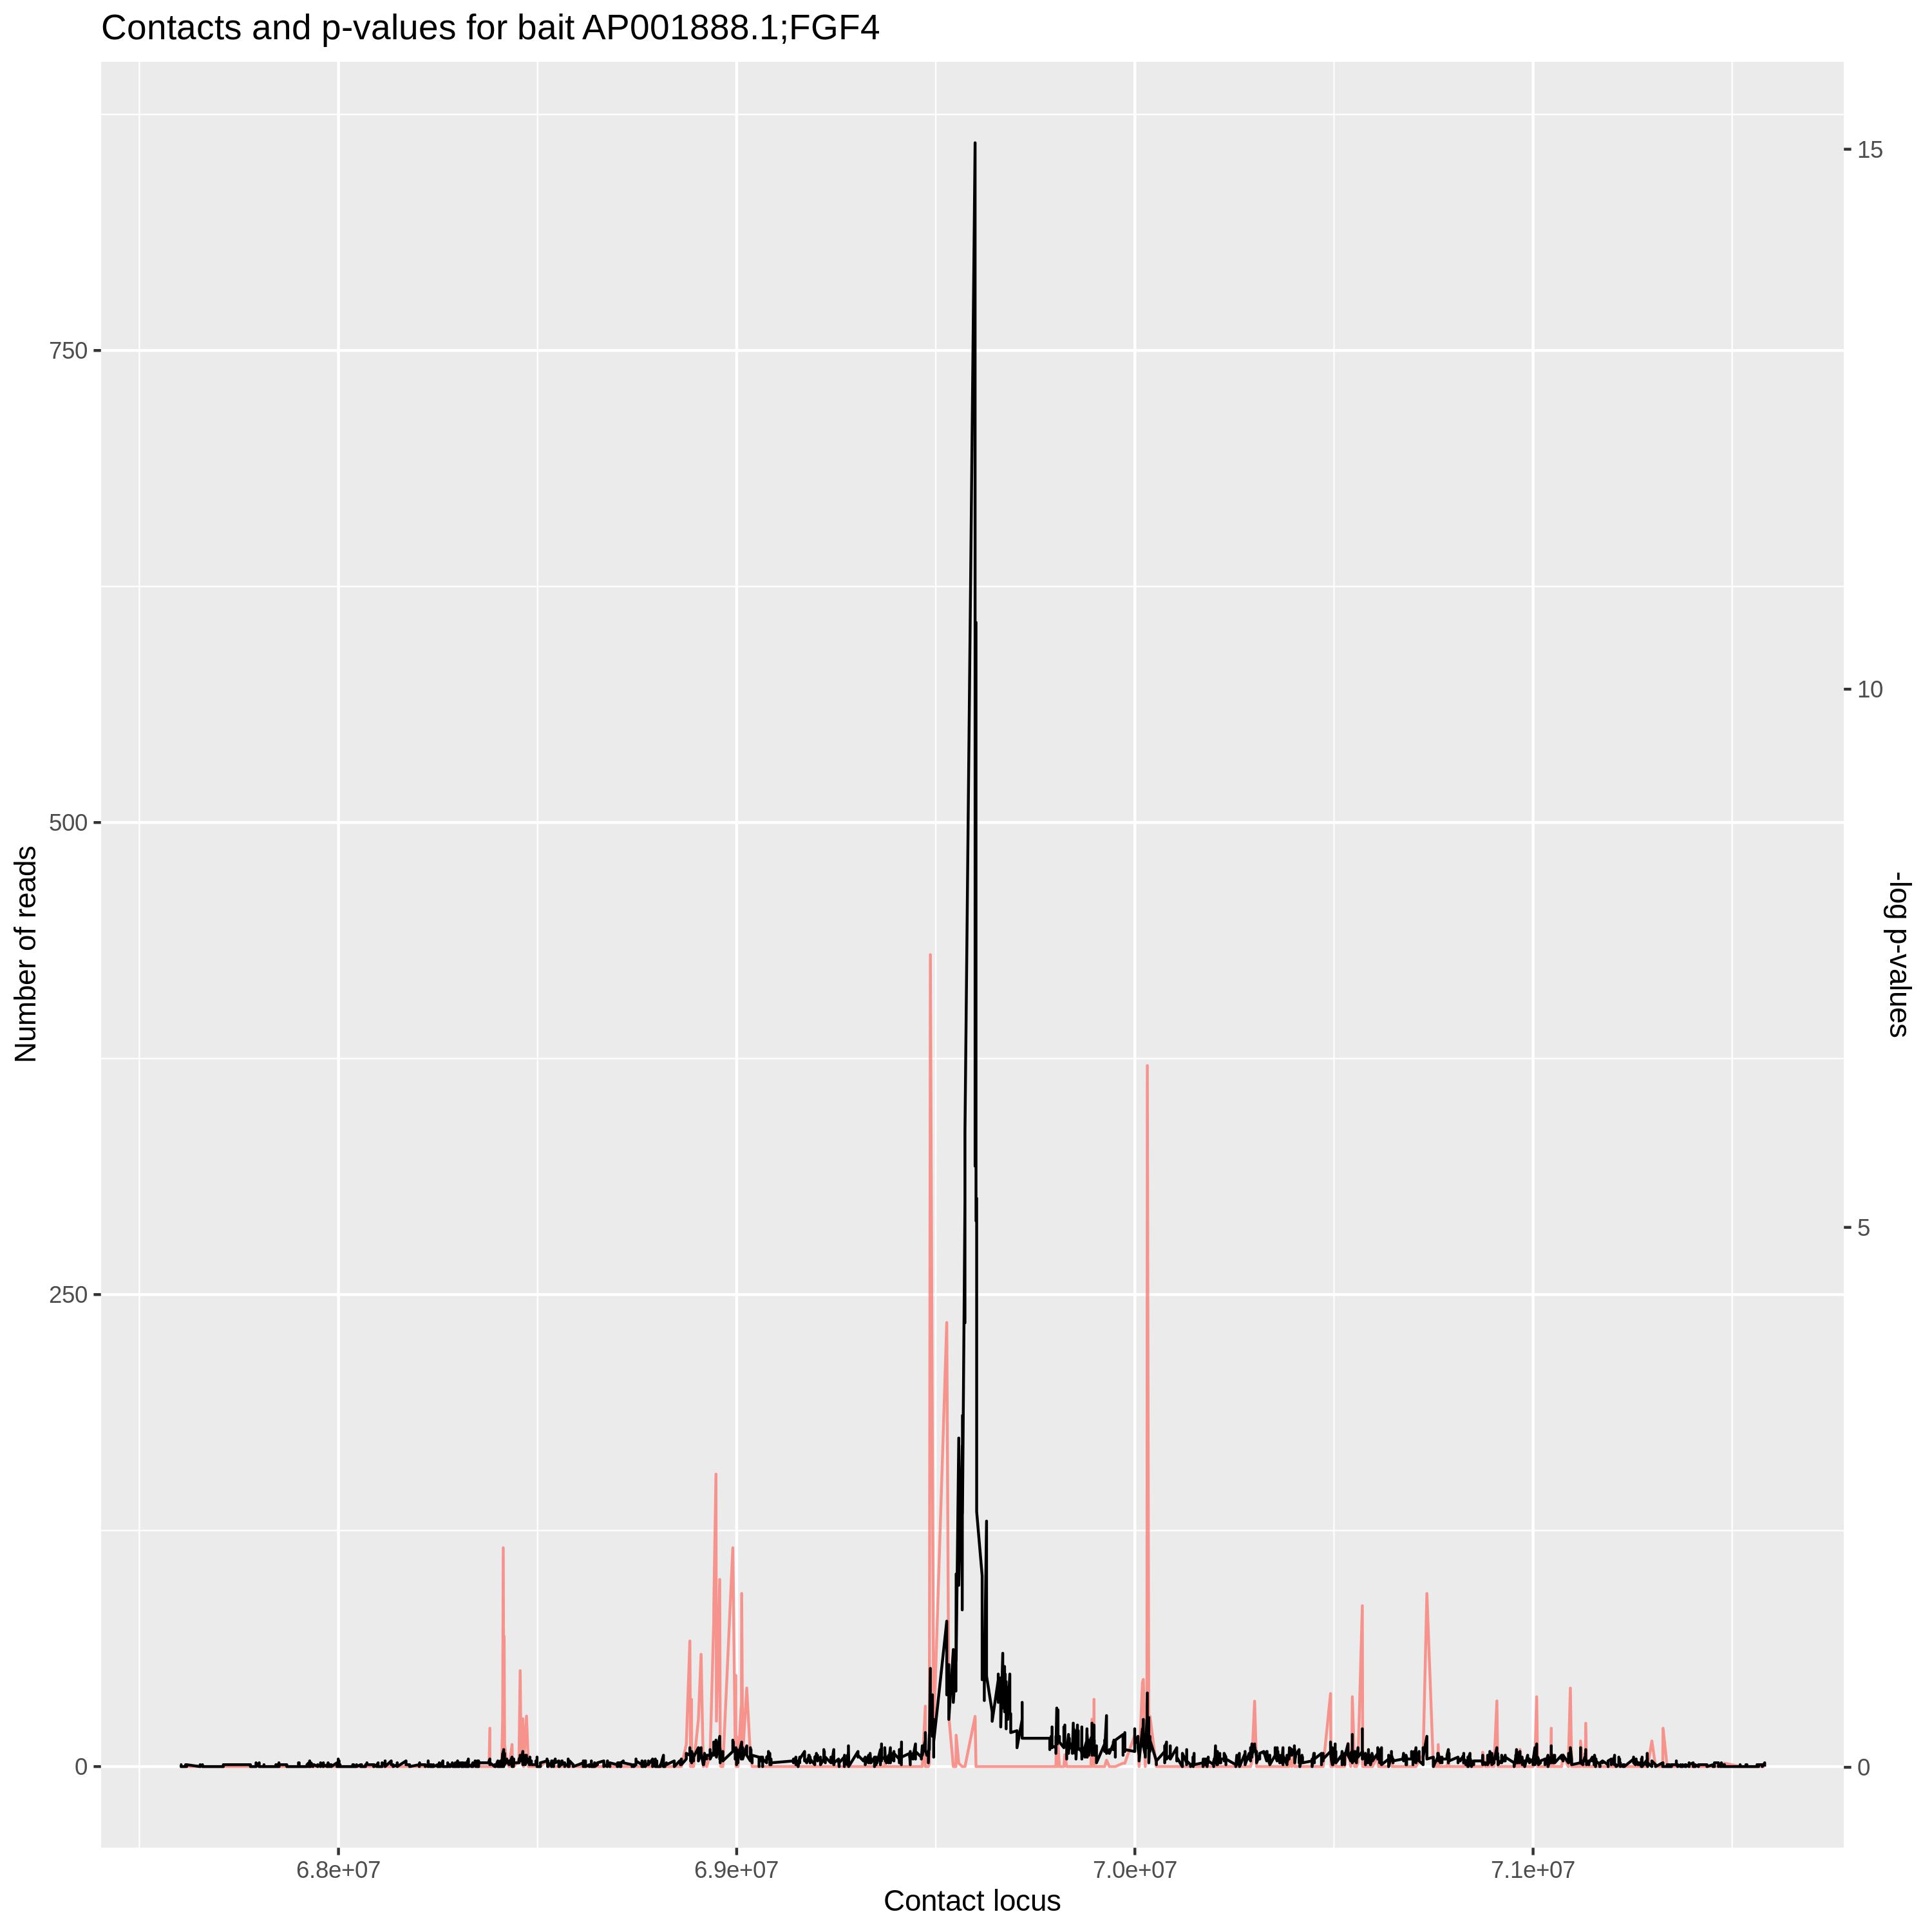 Contacts and p-values for bait AP001888.1;FGF4
Number of reads
750
500
250
0
15
10
5
0
-log p-values
6.8e+07
6.9e+07
7.0e+07
7.1e+07
Contact locus